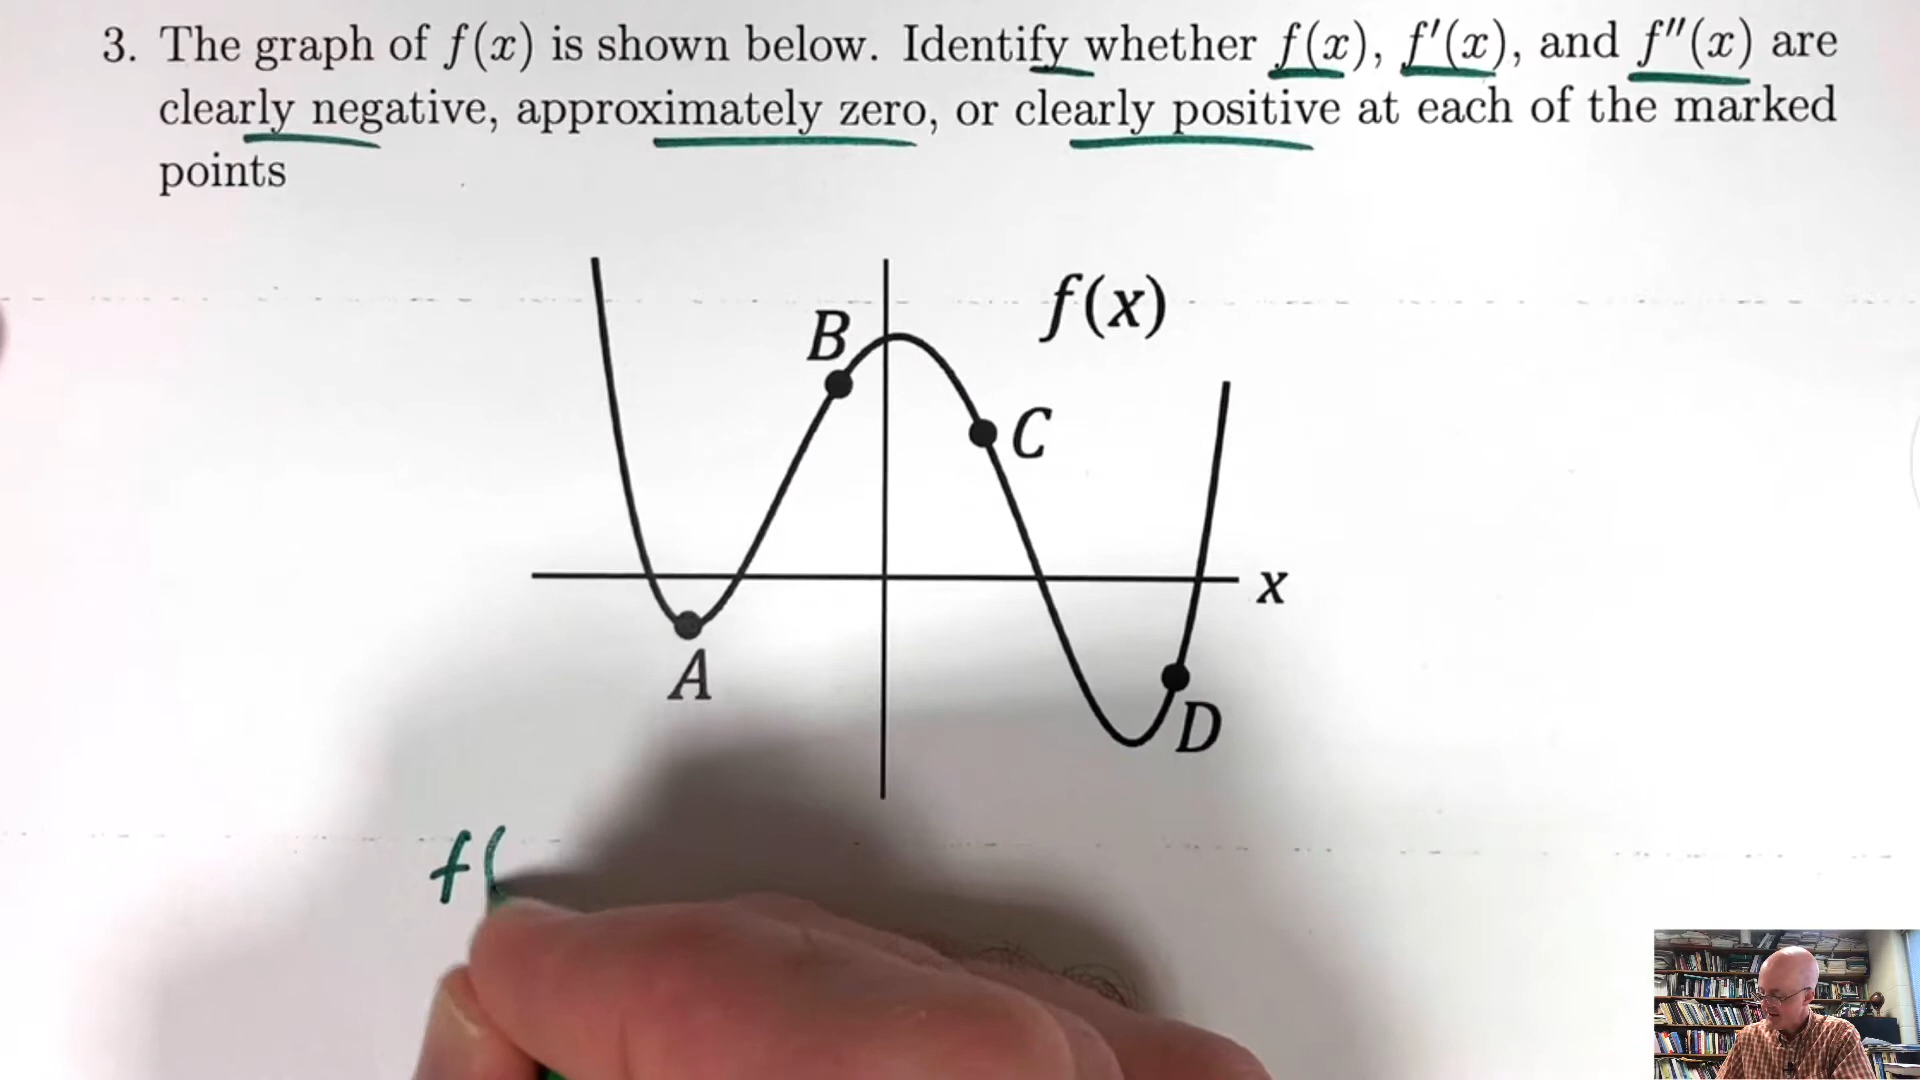 3. The graph of f(x) is shown below. Identify whether f(x), f′(x), and f″(x) are
clearly negative, approximately zero, or clearly positive at each of the marked
points
f(x)
B
C
x
A
D
f(